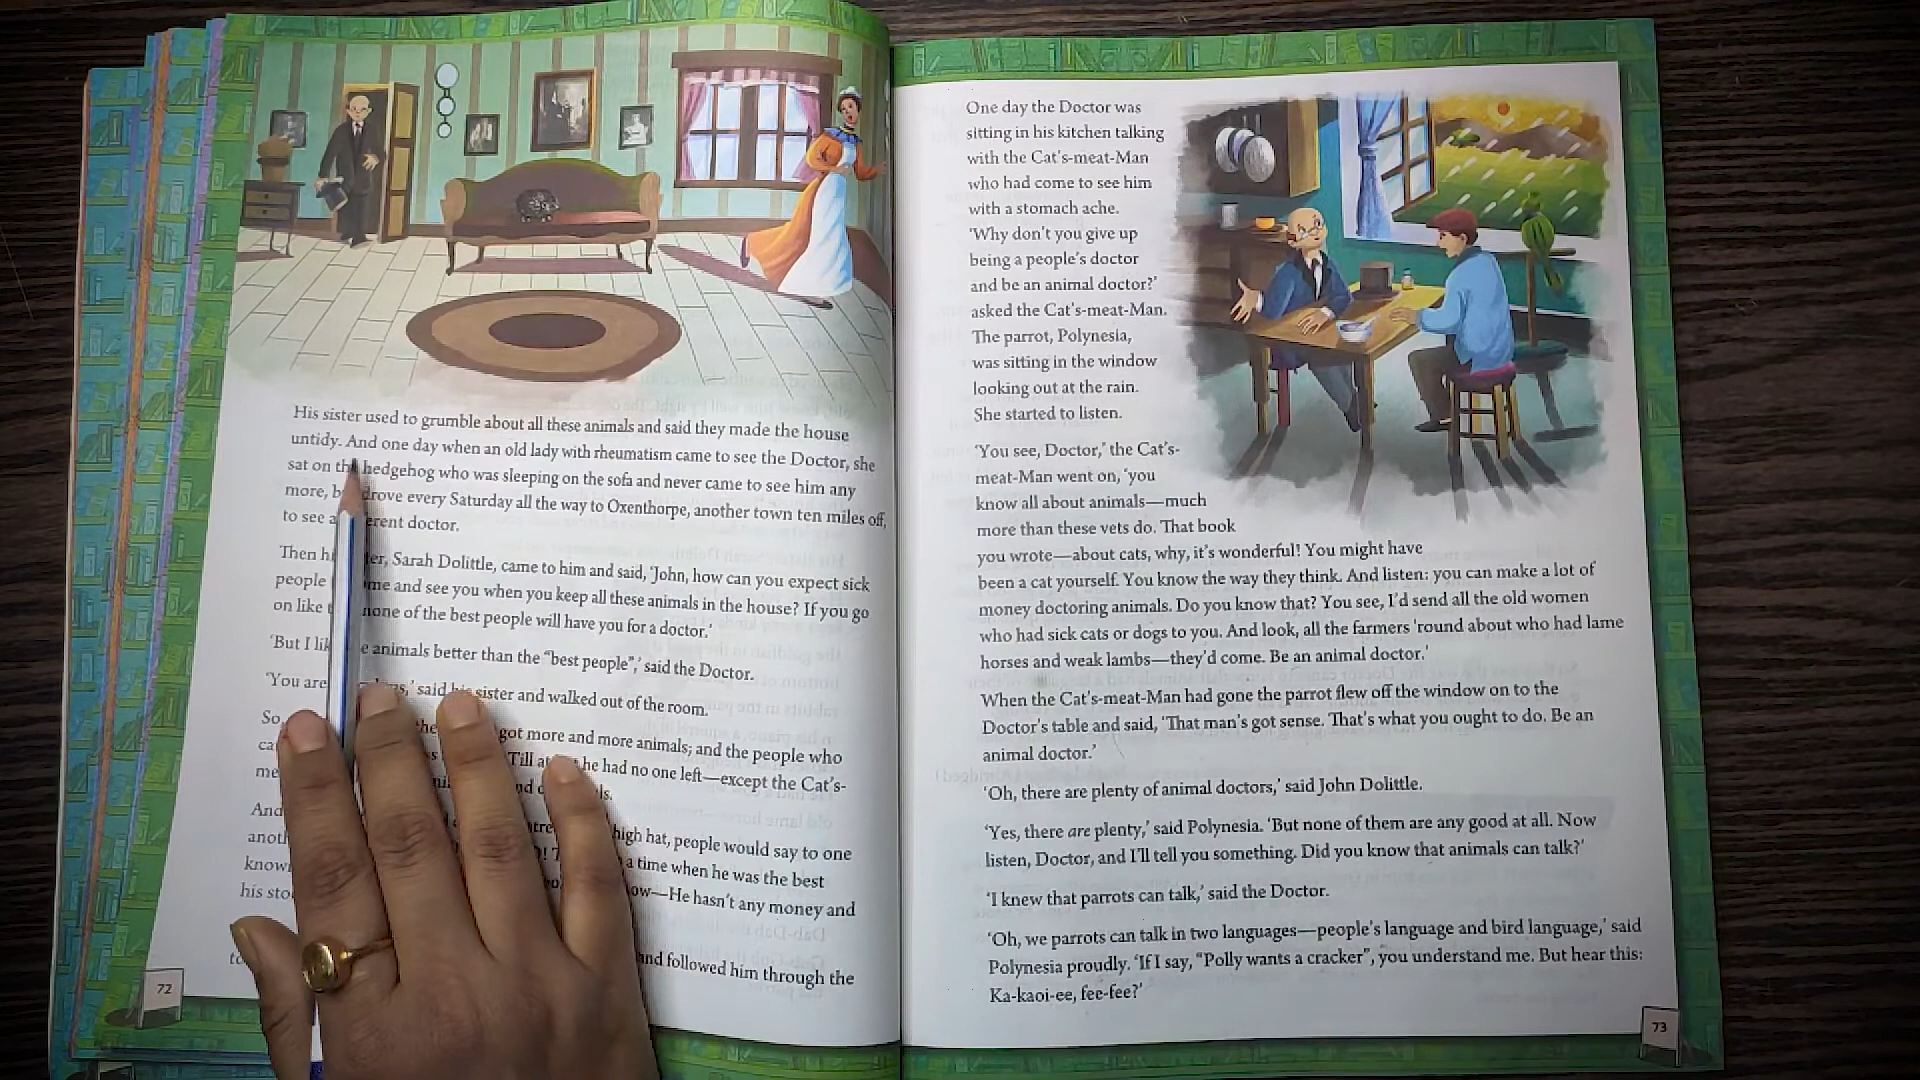 His sister used to grumble about all these animals and said they made the house
untidy. And one day when an old lady with rheumatism came to see the Doctor, she
sat on the hedgehog who was sleeping on the sofa and never came to see him any
more, drove every Saturday all the way to Oxenthorpe, another town ten miles off,
to see a doctor.
Then Sarah Dolittle, came to him and said, ‘John, how can you expect sick
people and see you when you keep all these animals in the house? If you go
on like none of the best people will have you for a doctor.’
‘But I animals better than the “best people”,’ said the Doctor.
‘You are said his sister and walked out of the room.
So, got more and more animals; and the people who
Till he had no one left—except the Cat’s-
high hat, people would say to one
a time when he was the best
He hasn’t any money and
his
and followed him through the
72
One day the Doctor was
sitting in his kitchen talking
with the Cat’s-meat-Man
who had come to see him
with a stomach ache.
‘Why don’t you give up
being a people’s doctor
and be an animal doctor?’
asked the Cat’s-meat-Man.
The parrot, Polynesia,
was sitting in the window
looking out at the rain.
She started to listen.
‘You see, Doctor,’ the Cat’s-
meat-Man went on, ‘you
know all about animals—much
more than these vets do. That book
you wrote—about cats, why, it’s wonderful! You might have
been a cat yourself. You know the way they think. And listen: you can make a lot of
money doctoring animals. Do you know that? You see, I’d send all the old women
who had sick cats or dogs to you. And look, all the farmers ’round about who had lame
horses and weak lambs—they’d come. Be an animal doctor.’
When the Cat’s-meat-Man had gone the parrot flew off the window on to the
Doctor’s table and said, ‘That man’s got sense. That’s what you ought to do. Be an
animal doctor.’
‘Oh, there are plenty of animal doctors,’ said John Dolittle.
‘Yes, there are plenty,’ said Polynesia. ‘But none of them are any good at all. Now
listen, Doctor, and I’ll tell you something. Did you know that animals can talk?’
‘I knew that parrots can talk,’ said the Doctor.
‘Oh, we parrots can talk in two languages—people’s language and bird language,’ said
Polynesia proudly. ‘If I say, “Polly wants a cracker”, you understand me. But hear this:
Ka-kaoi-ee, fee-fee?’
73